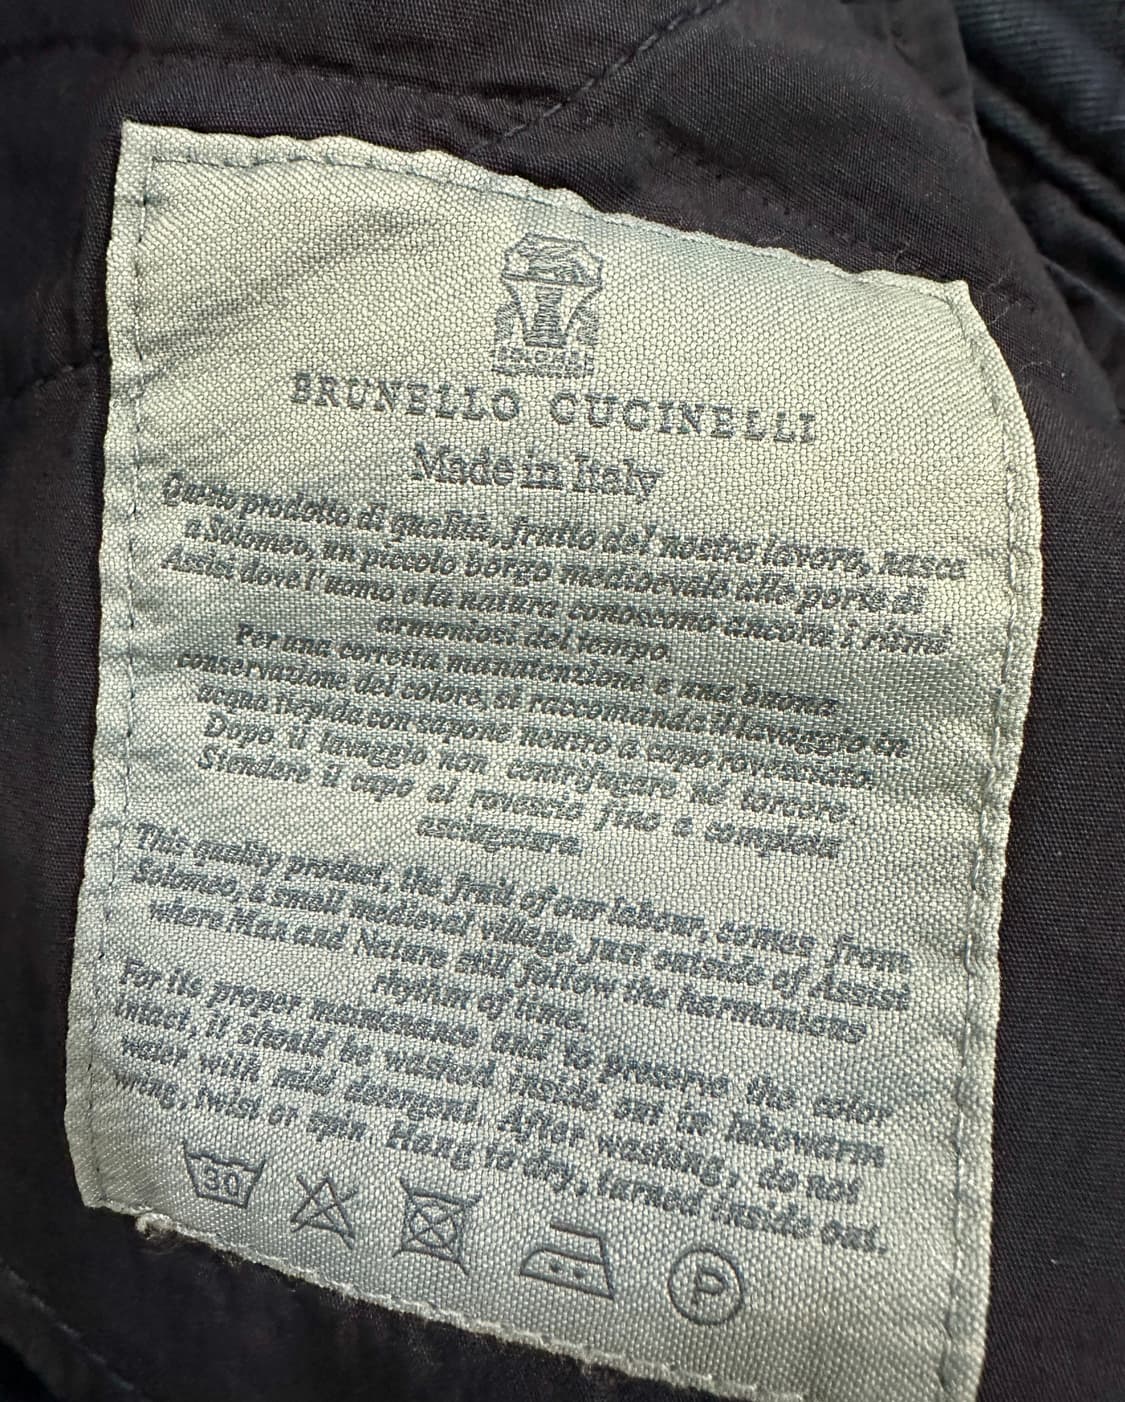 BRUNELLO CUCINELLI
Made in Italy
Questo prodotto di qualità, frutto del nostro lavoro, nasce
a Solomeo, un piccolo borgo medioevale alle porte di
Assisi dove l'uomo e la natura conoscono ancora i ritmi
armoniosi del tempo.
Per una corretta manutenzione e una buona
conservazione del colore, si raccomanda il lavaggio in
acqua tiepida con sapone neutro a capo rovesciato.
Dopo il lavaggio non centrifugare né torcere.
Stendere il capo al rovescio fino a completa
asciugatura.
This quality product, the fruit of our labour, comes from
Solomeo, a small medieval village just outside of Assisi
where Man and Nature still follow the harmonious
rhythm of time.
For its proper maintenance and to preserve the color
intact, it should be washed inside out in lukewarm
water with mild detergent. After washing, do not
wring, twist or spin. Hang to dry, turned inside out.
30
P